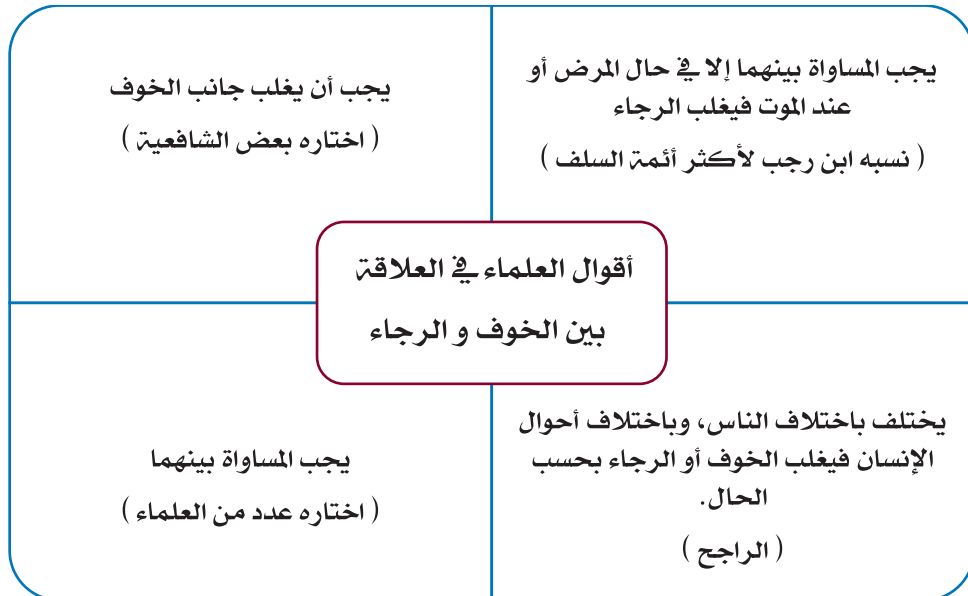 يجب المساواة بينهما إلا في حال المرض أو
عند الموت فيغلب الرجاء
( نسبه ابن رجب لأكثر أئمة السلف )
يجب أن يغلب جانب الخوف
( اختاره بعض الشافعية )
أقوال العلماء في العلاقة
بين الخوف و الرجاء
يختلف باختلاف الناس، وباختلاف أحوال
الإنسان فيغلب الخوف أو الرجاء بحسب
الحال.
( الراجح )
يجب المساواة بينهما
( اختاره عدد من العلماء )